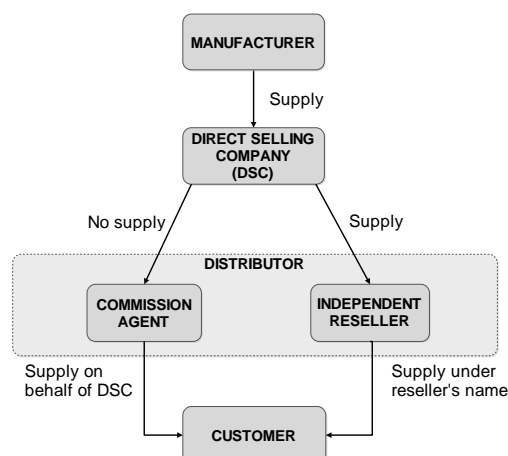 MANUFACTURER
Supply
DIRECT SELLING
COMPANY
(DSC)
No supply
Supply
DISTRIBUTOR
COMMISSION
AGENT
INDEPENDENT
RESELLER
Supply on
behalf of DSC
Supply under
reseller's name
CUSTOMER